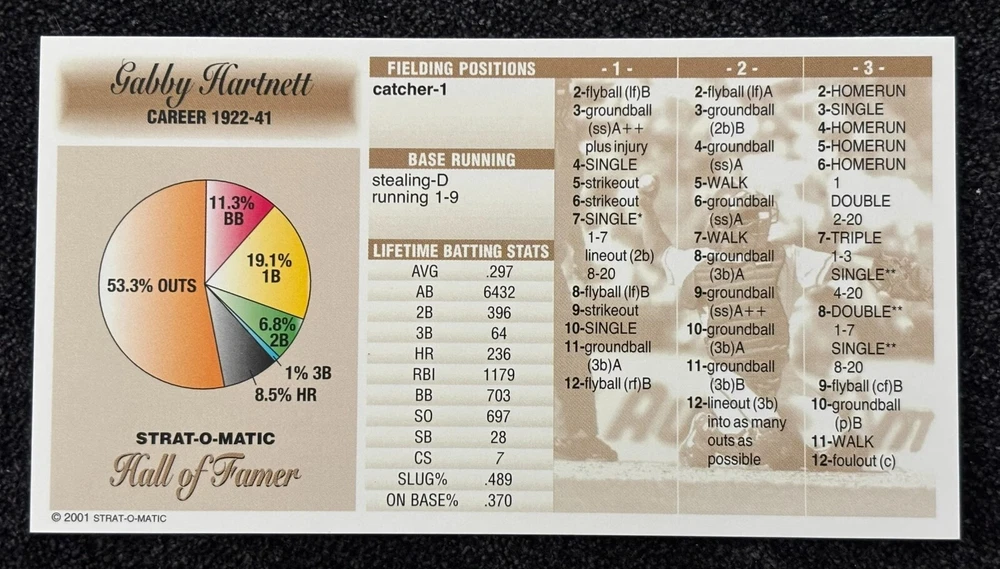 Gabby Hartnett
CAREER 1922-41
11.3%
BB
19.1%
1B
53.3% OUTS
6.8%
2B
1% 3B
8.5% HR
STRAT-O-MATIC
Hall of Famer
© 2001 STRAT-O-MATIC
FIELDING POSITIONS
catcher-1
BASE RUNNING
stealing-D
running 1-9
LIFETIME BATTING STATS
AVG .297
AB 6432
2B 396
3B 64
HR 236
RBI 1179
BB 703
SO 697
SB 28
CS 7
SLUG% .489
ON BASE% .370
- 1 -
2-flyball (lf)B
3-groundball
(ss)A++
plus injury
4-SINGLE
5-strikeout
6-strikeout
7-SINGLE*
1-7
lineout (2b)
8-20
8-flyball (lf)B
9-strikeout
10-SINGLE
11-groundball
(3b)A
12-flyball (rf)B
- 2 -
2-flyball (lf)A
3-groundball
(2b)B
4-groundball
(ss)A
5-WALK
6-groundball
(ss)A
7-WALK
8-groundball
(3b)A
9-groundball
(ss)A++
10-groundball
(3b)A
11-groundball
(3b)B
12-lineout (3b)
into as many
outs as
possible
- 3 -
2-HOMERUN
3-SINGLE
4-HOMERUN
5-HOMERUN
6-HOMERUN
1
DOUBLE
2-20
7-TRIPLE
1-3
SINGLE**
4-20
8-DOUBLE**
1-7
SINGLE**
8-20
9-flyball (cf)B
10-groundball
(p)B
11-WALK
12-foulout (c)